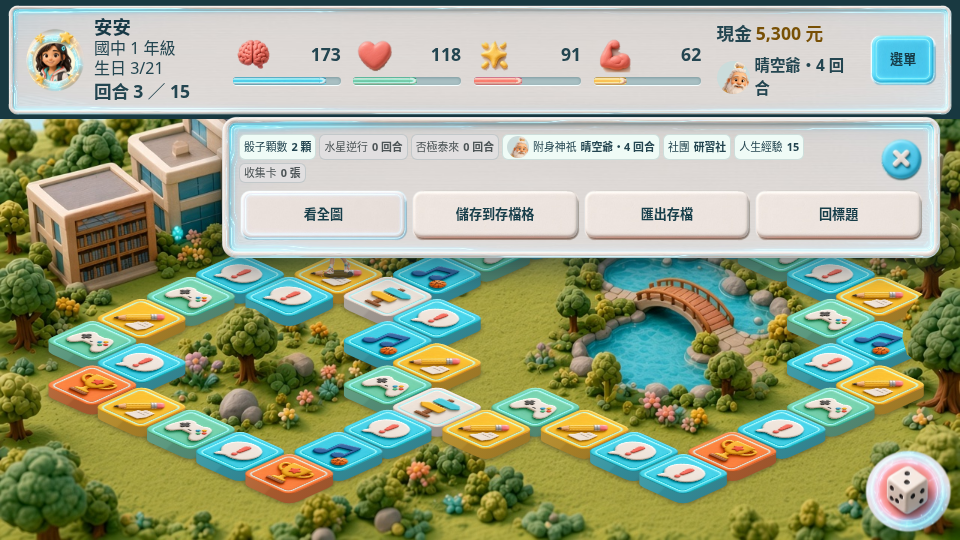 安安
國中 1 年級
生日 3/21
回合 3 ／ 15
173
118
91
62
現金 5,300 元
晴空爺・4 回
合
選單
骰子顆數 2 顆
水星逆行 0 回合
否極泰來 0 回合
附身神祇 晴空爺・4 回合
社團 研習社
人生經驗 15
收集卡 0 張
看全圖
儲存到存檔格
匯出存檔
回標題